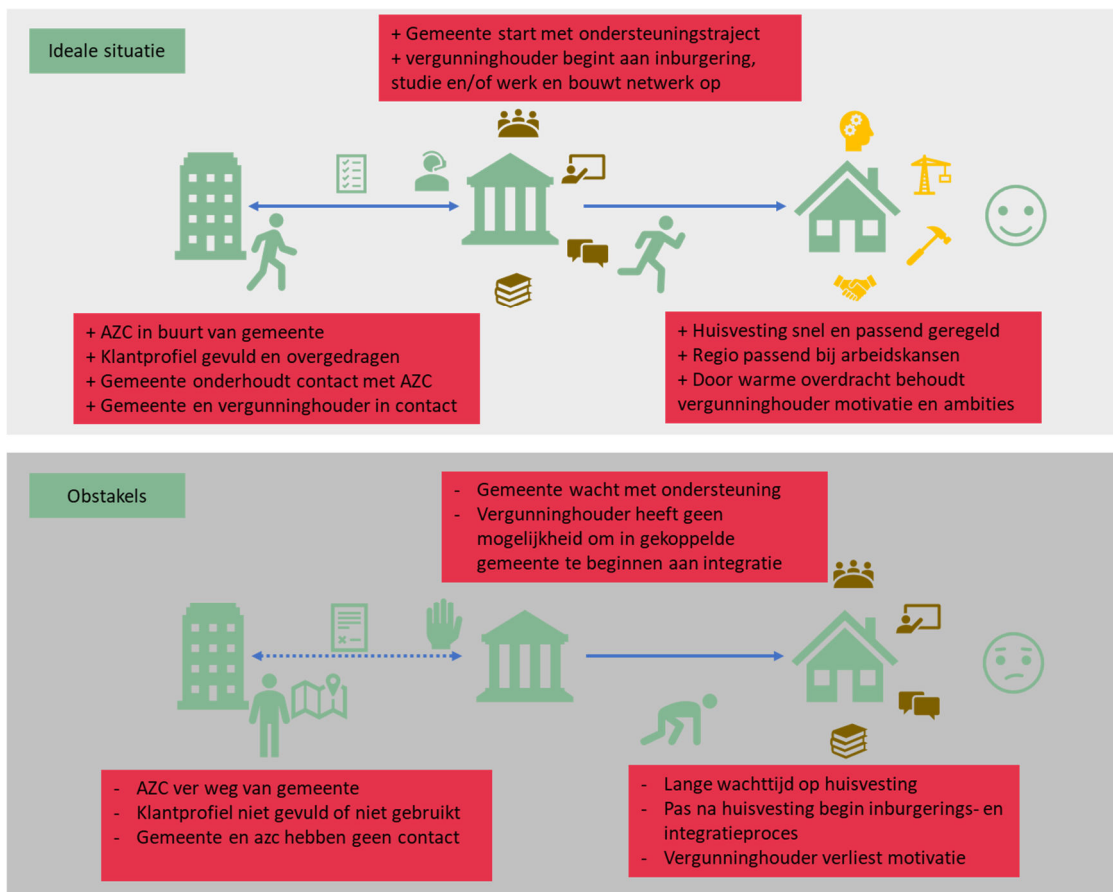 Ideale situatie
+ Gemeente start met ondersteuningstraject
+ vergunninghouder begint aan inburgering,
studie en/of werk en bouwt netwerk op
+ AZC in buurt van gemeente
+ Klantprofiel gevuld en overgedragen
+ Gemeente onderhoudt contact met AZC
+ Gemeente en vergunninghouder in contact
+ Huisvesting snel en passend geregeld
+ Regio passend bij arbeidskansen
+ Door warme overdracht behoudt
vergunninghouder motivatie en ambities
Obstakels
- Gemeente wacht met ondersteuning
- Vergunninghouder heeft geen
mogelijkheid om in gekoppelde
gemeente te beginnen aan integratie
- AZC ver weg van gemeente
- Klantprofiel niet gevuld of niet gebruikt
- Gemeente en azc hebben geen contact
- Lange wachttijd op huisvesting
- Pas na huisvesting begin inburgerings- en
integratieproces
- Vergunninghouder verliest motivatie